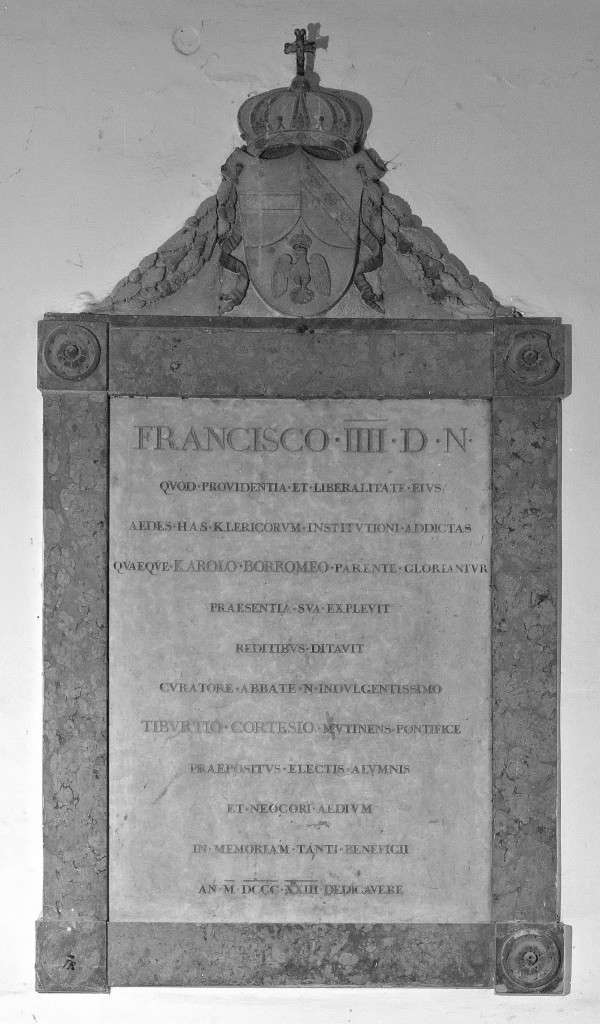 FRANCISCO · IIII · D · N ·
QVOD · PROVIDENTIA · ET · LIBERALITATE · EIVS
AEDES · HAS · KLERICORVM · INSTITVTIONI · ADDICTAS
QVAEQVE · KAROLO · BORROMEO · PARENTE · GLORIANTVR
PRAESENTIA · SVA · EXPLEVIT
REDITIBVS · DITAVIT
CVRATORE · ABBATE · N · INDVLGENTISSIMO
TIBVRTIO · CORTESIO · MVTINENS · PONTIFICE
PRAEPOSITVS · ELECTIS · ALVMNIS
ET · NEOCORI · AEDIVM
IN · MEMORIAM · TANTI · BENEFICII
AN · M · DCCC · XXIII · DEDICAVERE